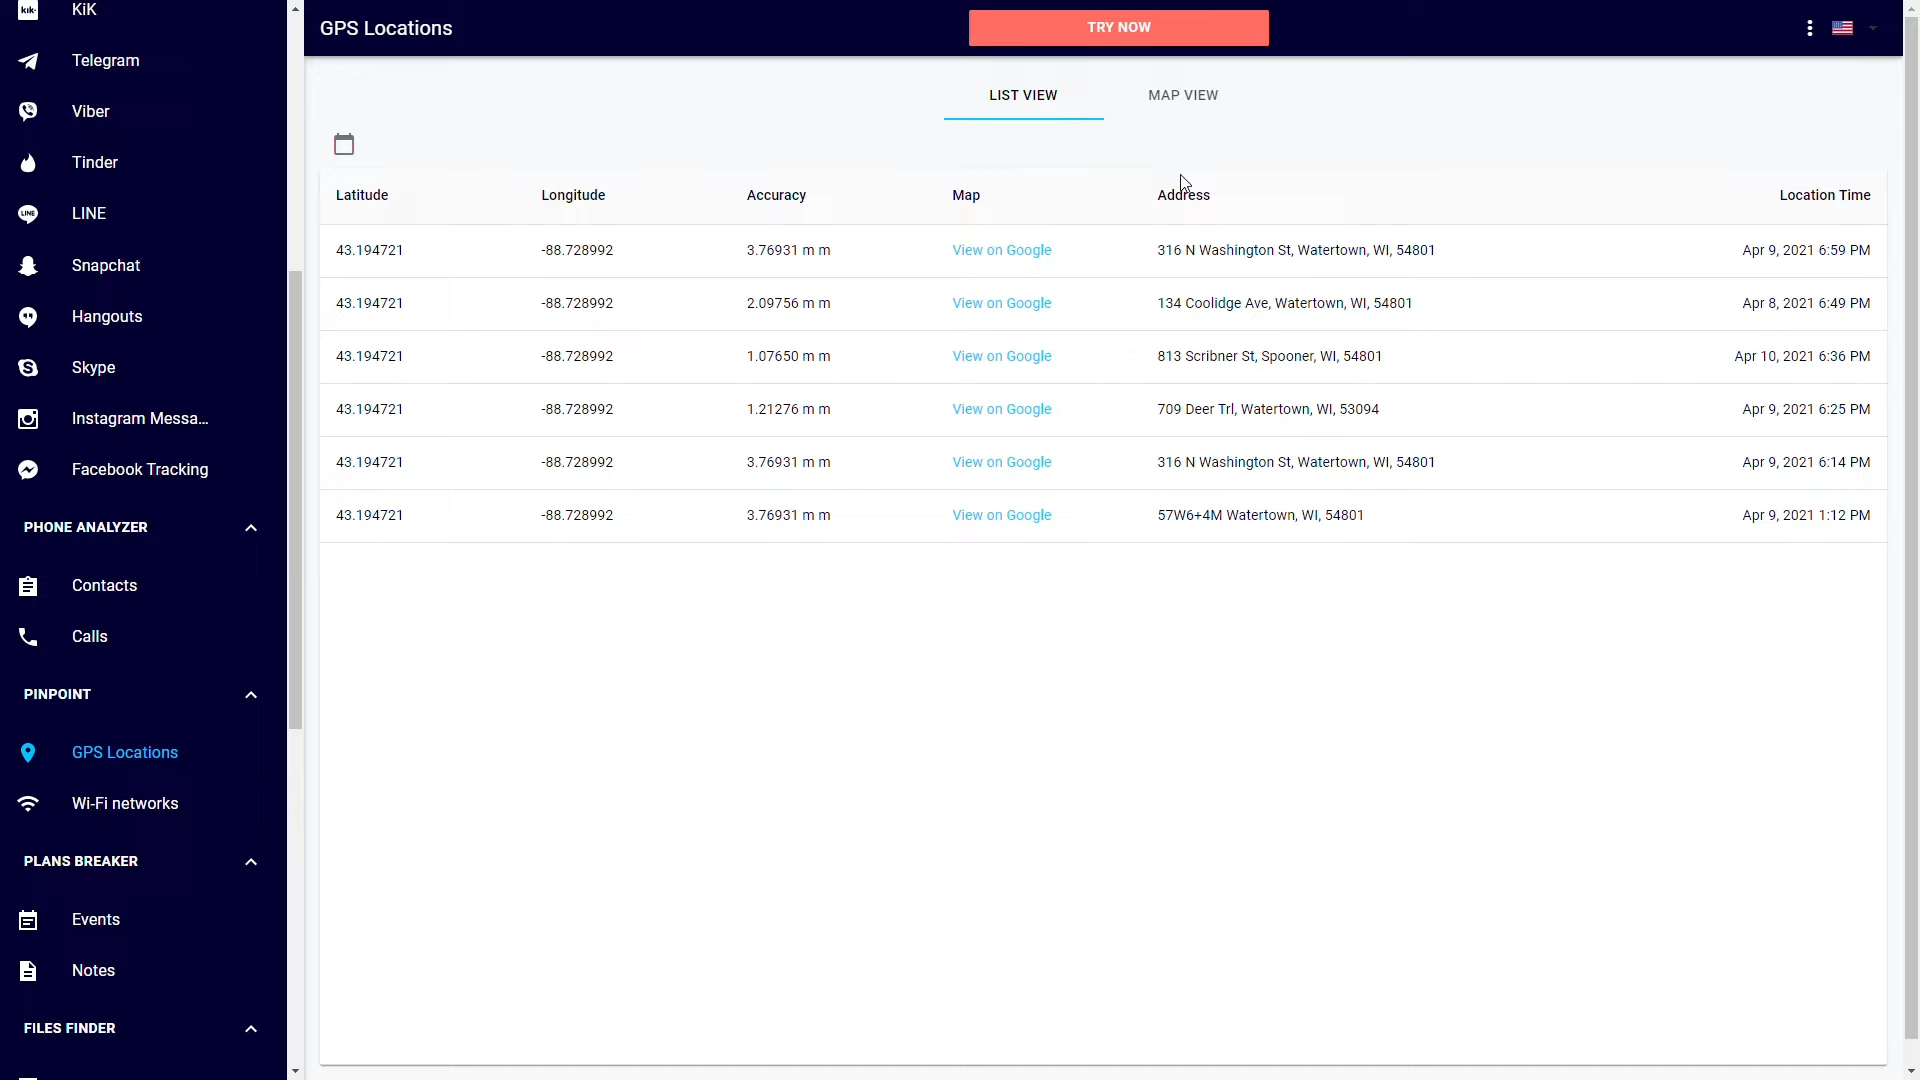 KiK
Telegram
Viber
Tinder
LINE
Snapchat
Hangouts
Skype
Instagram Messa...
Facebook Tracking
PHONE ANALYZER
Contacts
Calls
PINPOINT
GPS Locations
Wi-Fi networks
PLANS BREAKER
Events
Notes
FILES FINDER
GPS Locations
TRY NOW
LIST VIEW MAP VIEW
Latitude Longitude Accuracy Map Address Location Time
43.194721 -88.728992 3.76931 m m View on Google 316 N Washington St, Watertown, WI, 54801 Apr 9, 2021 6:59 PM
43.194721 -88.728992 2.09756 m m View on Google 134 Coolidge Ave, Watertown, WI, 54801 Apr 8, 2021 6:49 PM
43.194721 -88.728992 1.07650 m m View on Google 813 Scribner St, Spooner, WI, 54801 Apr 10, 2021 6:36 PM
43.194721 -88.728992 1.21276 m m View on Google 709 Deer Trl, Watertown, WI, 53094 Apr 9, 2021 6:25 PM
43.194721 -88.728992 3.76931 m m View on Google 316 N Washington St, Watertown, WI, 54801 Apr 9, 2021 6:14 PM
43.194721 -88.728992 3.76931 m m View on Google 57W6+4M Watertown, WI, 54801 Apr 9, 2021 1:12 PM